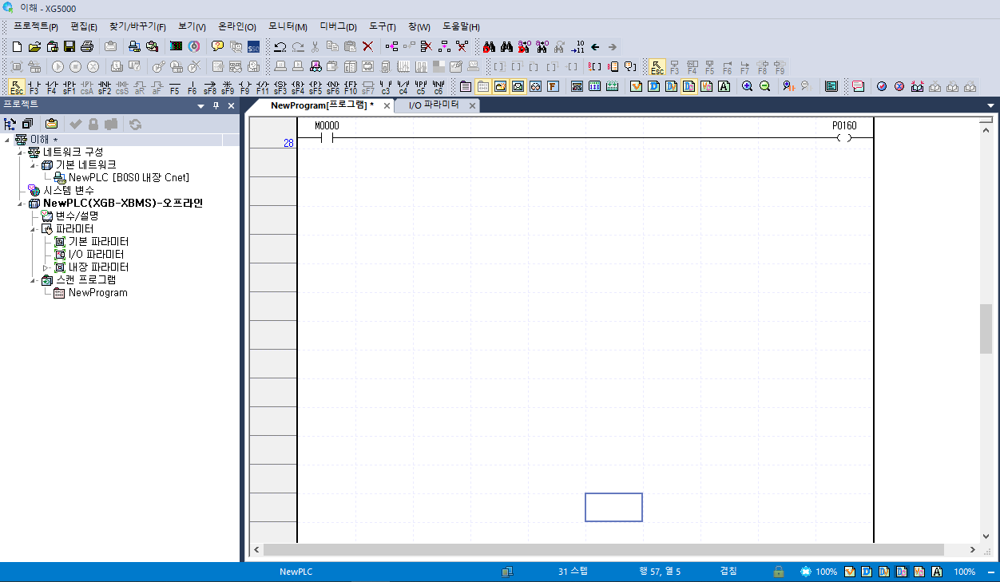 이해 - XG5000
프로젝트(P) 편집(E) 찾기/바꾸기(F) 보기(V) 온라인(O) 모니터(M) 디버그(D) 도구(T) 창(W) 도움말(H)
Esc F3 F4 F5 F6 F7 F8 F9
Esc F3 F4 sF1 csA sF2 csS aR aF F5 F6 sF8 sF9 F9 F11 sF3 sF4 sF5 sF6 F10 sF7 c3 c4 c5 c6
프로젝트
NewProgram[프로그램] *
I/O 파라미터
이해 *
네트워크 구성
기본 네트워크
NewPLC [B0S0 내장 Cnet]
시스템 변수
NewPLC(XGB-XBMS)-오프라인
변수/설명
파라미터
기본 파라미터
I/O 파라미터
내장 파라미터
스캔 프로그램
NewProgram
M0000 P0160
28
NewPLC 31 스텝 행 57, 열 5 겹침 100% 100%